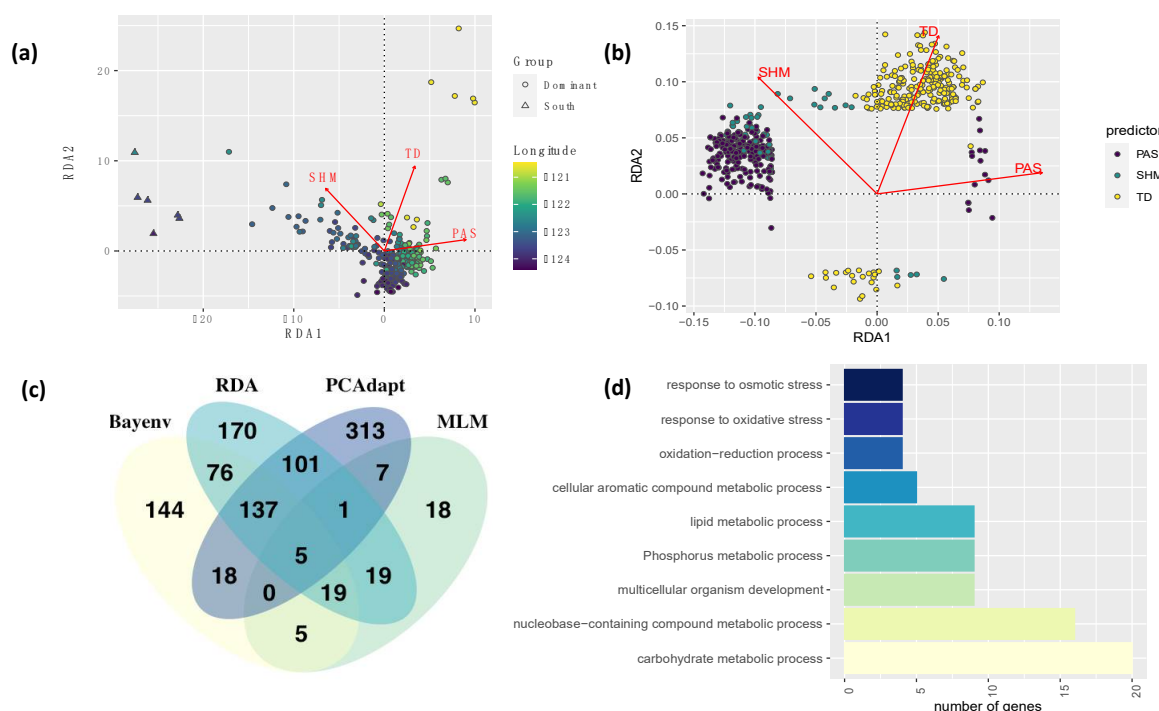 (a)
20
10
0
RDA2
SHM
TD
PAS
20
10
0
10
RDA1
Group
Dominant
South
Longitude
121
122
123
124
(b)
0.15
0.10
0.05
0.00
−0.05
−0.10
RDA2
SHM
TD
PAS
−0.15
−0.10
−0.05
0.00
0.05
0.10
RDA1
predictor
PAS
SHM
TD
(c)
RDA
PCAdapt
Bayenv
MLM
170
313
76
101
7
144
137
1
18
5
18
0
19
19
5
(d)
response to osmotic stress
response to oxidative stress
oxidation−reduction process
cellular aromatic compound metabolic process
lipid metabolic process
Phosphorus metabolic process
multicellular organism development
nucleobase−containing compound metabolic process
carbohydrate metabolic process
0
5
10
15
20
number of genes